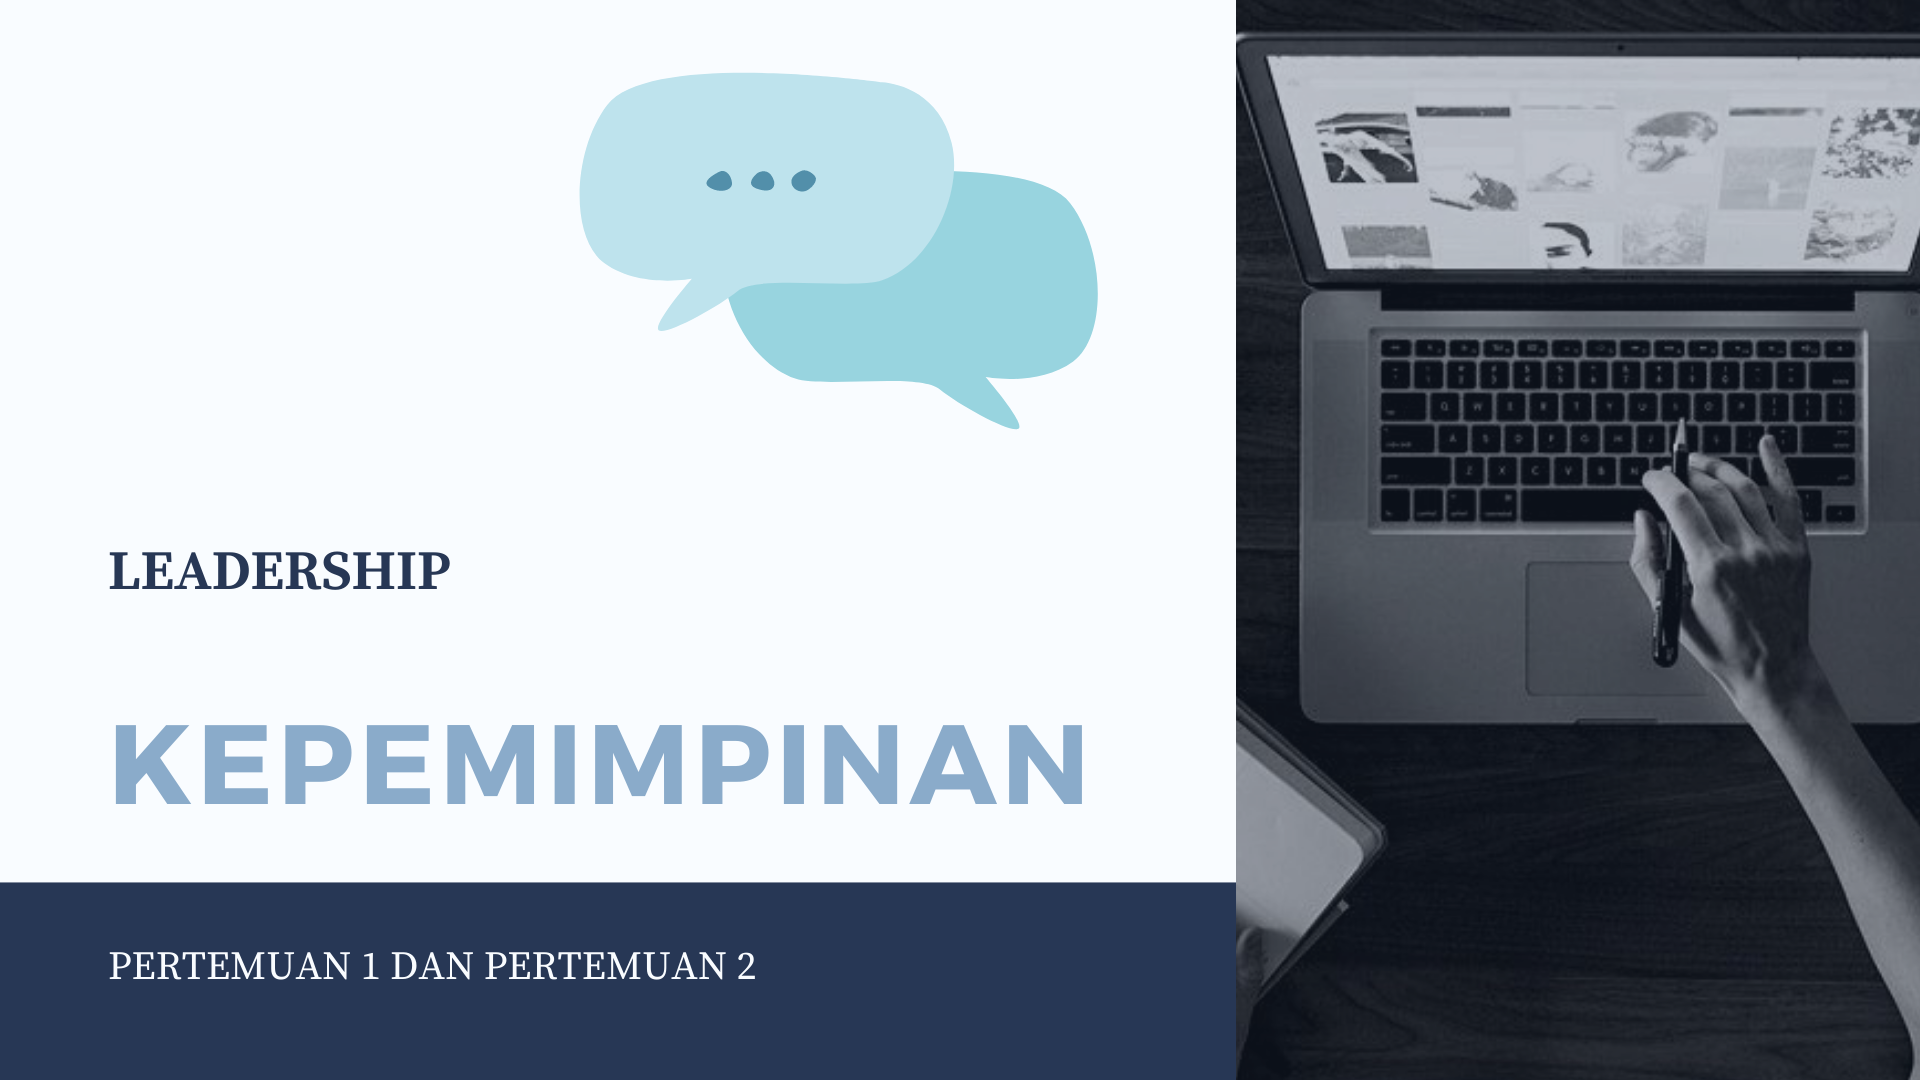 LEADERSHIP
KEPEMIMPINAN
PERTEMUAN 1 DAN PERTEMUAN 2